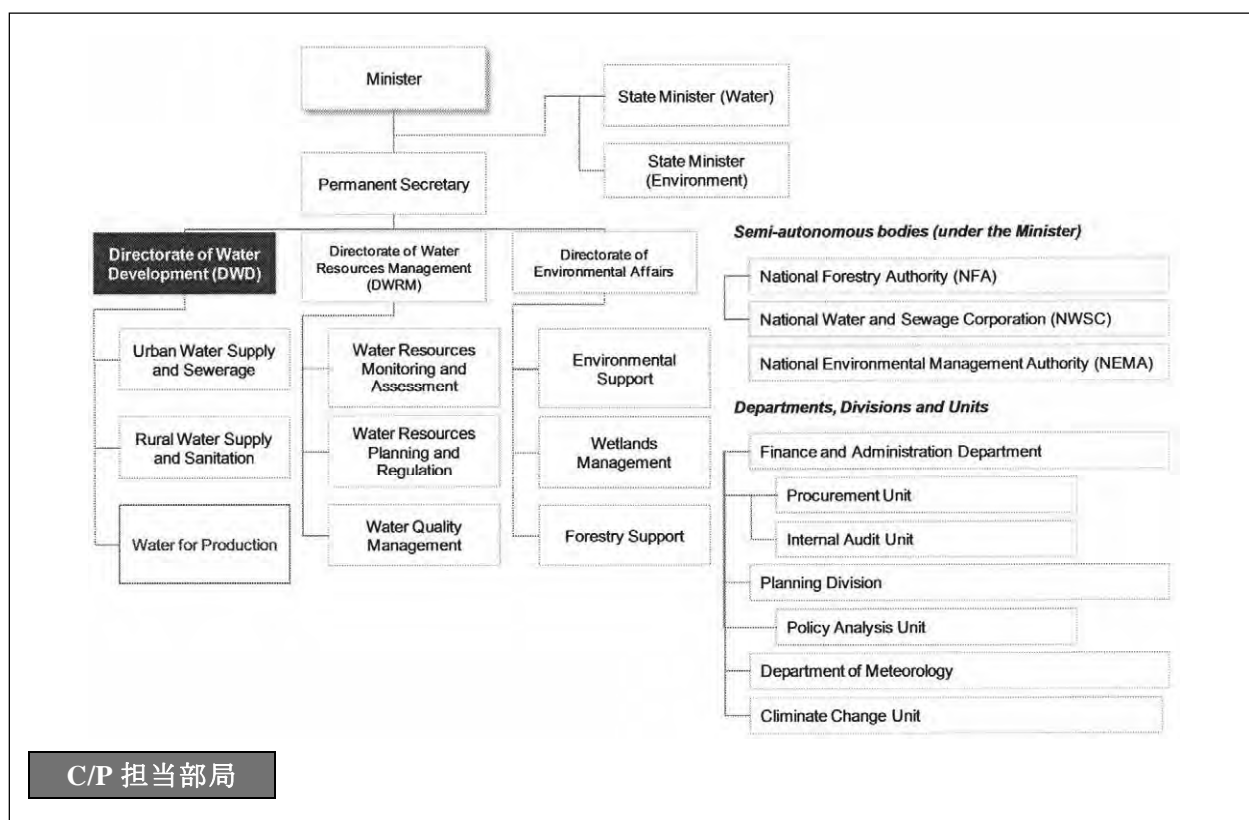 Minister
State Minister (Water)
State Minister
(Environment)
Permanent Secretary
Directorate of Water
Development (DWD)
Directorate of Water
Resources Management
(DWRM)
Directorate of
Environmental Affairs
Urban Water Supply
and Sewerage
Rural Water Supply
and Sanitation
Water for Production
Water Resources
Monitoring and
Assessment
Water Resources
Planning and
Regulation
Water Quality
Management
Environmental
Support
Wetlands
Management
Forestry Support
Semi-autonomous bodies (under the Minister)
National Forestry Authority (NFA)
National Water and Sewage Corporation (NWSC)
National Environmental Management Authority (NEMA)
Departments, Divisions and Units
Finance and Administration Department
Procurement Unit
Internal Audit Unit
Planning Division
Policy Analysis Unit
Department of Meteorology
Climinate Change Unit
C/P 担当部局